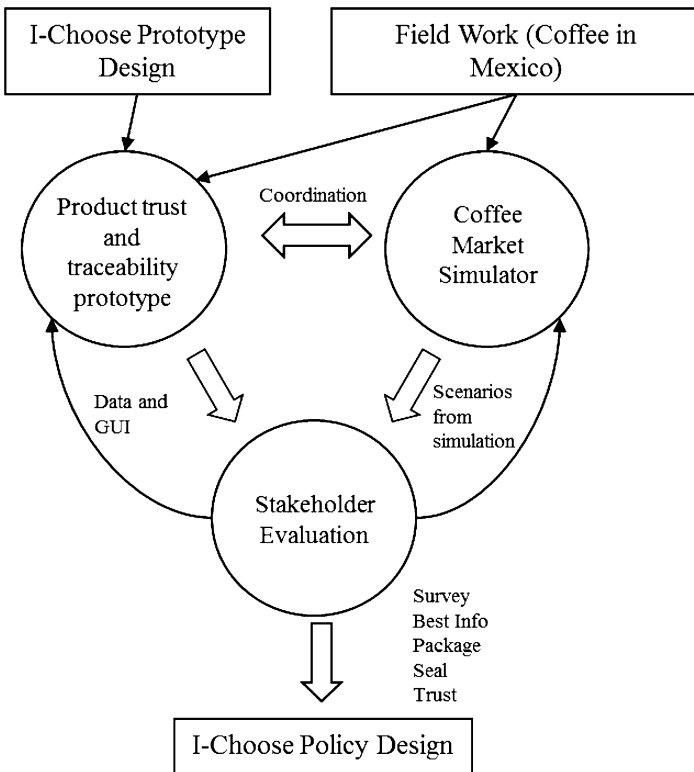 I-Choose Prototype
Design
Field Work (Coffee in
Mexico)
Product trust
and
traceability
prototype
Coordination
Coffee
Market
Simulator
Data and
GUI
Scenarios
from
simulation
Stakeholder
Evaluation
Survey
Best Info
Package
Seal
Trust
I-Choose Policy Design